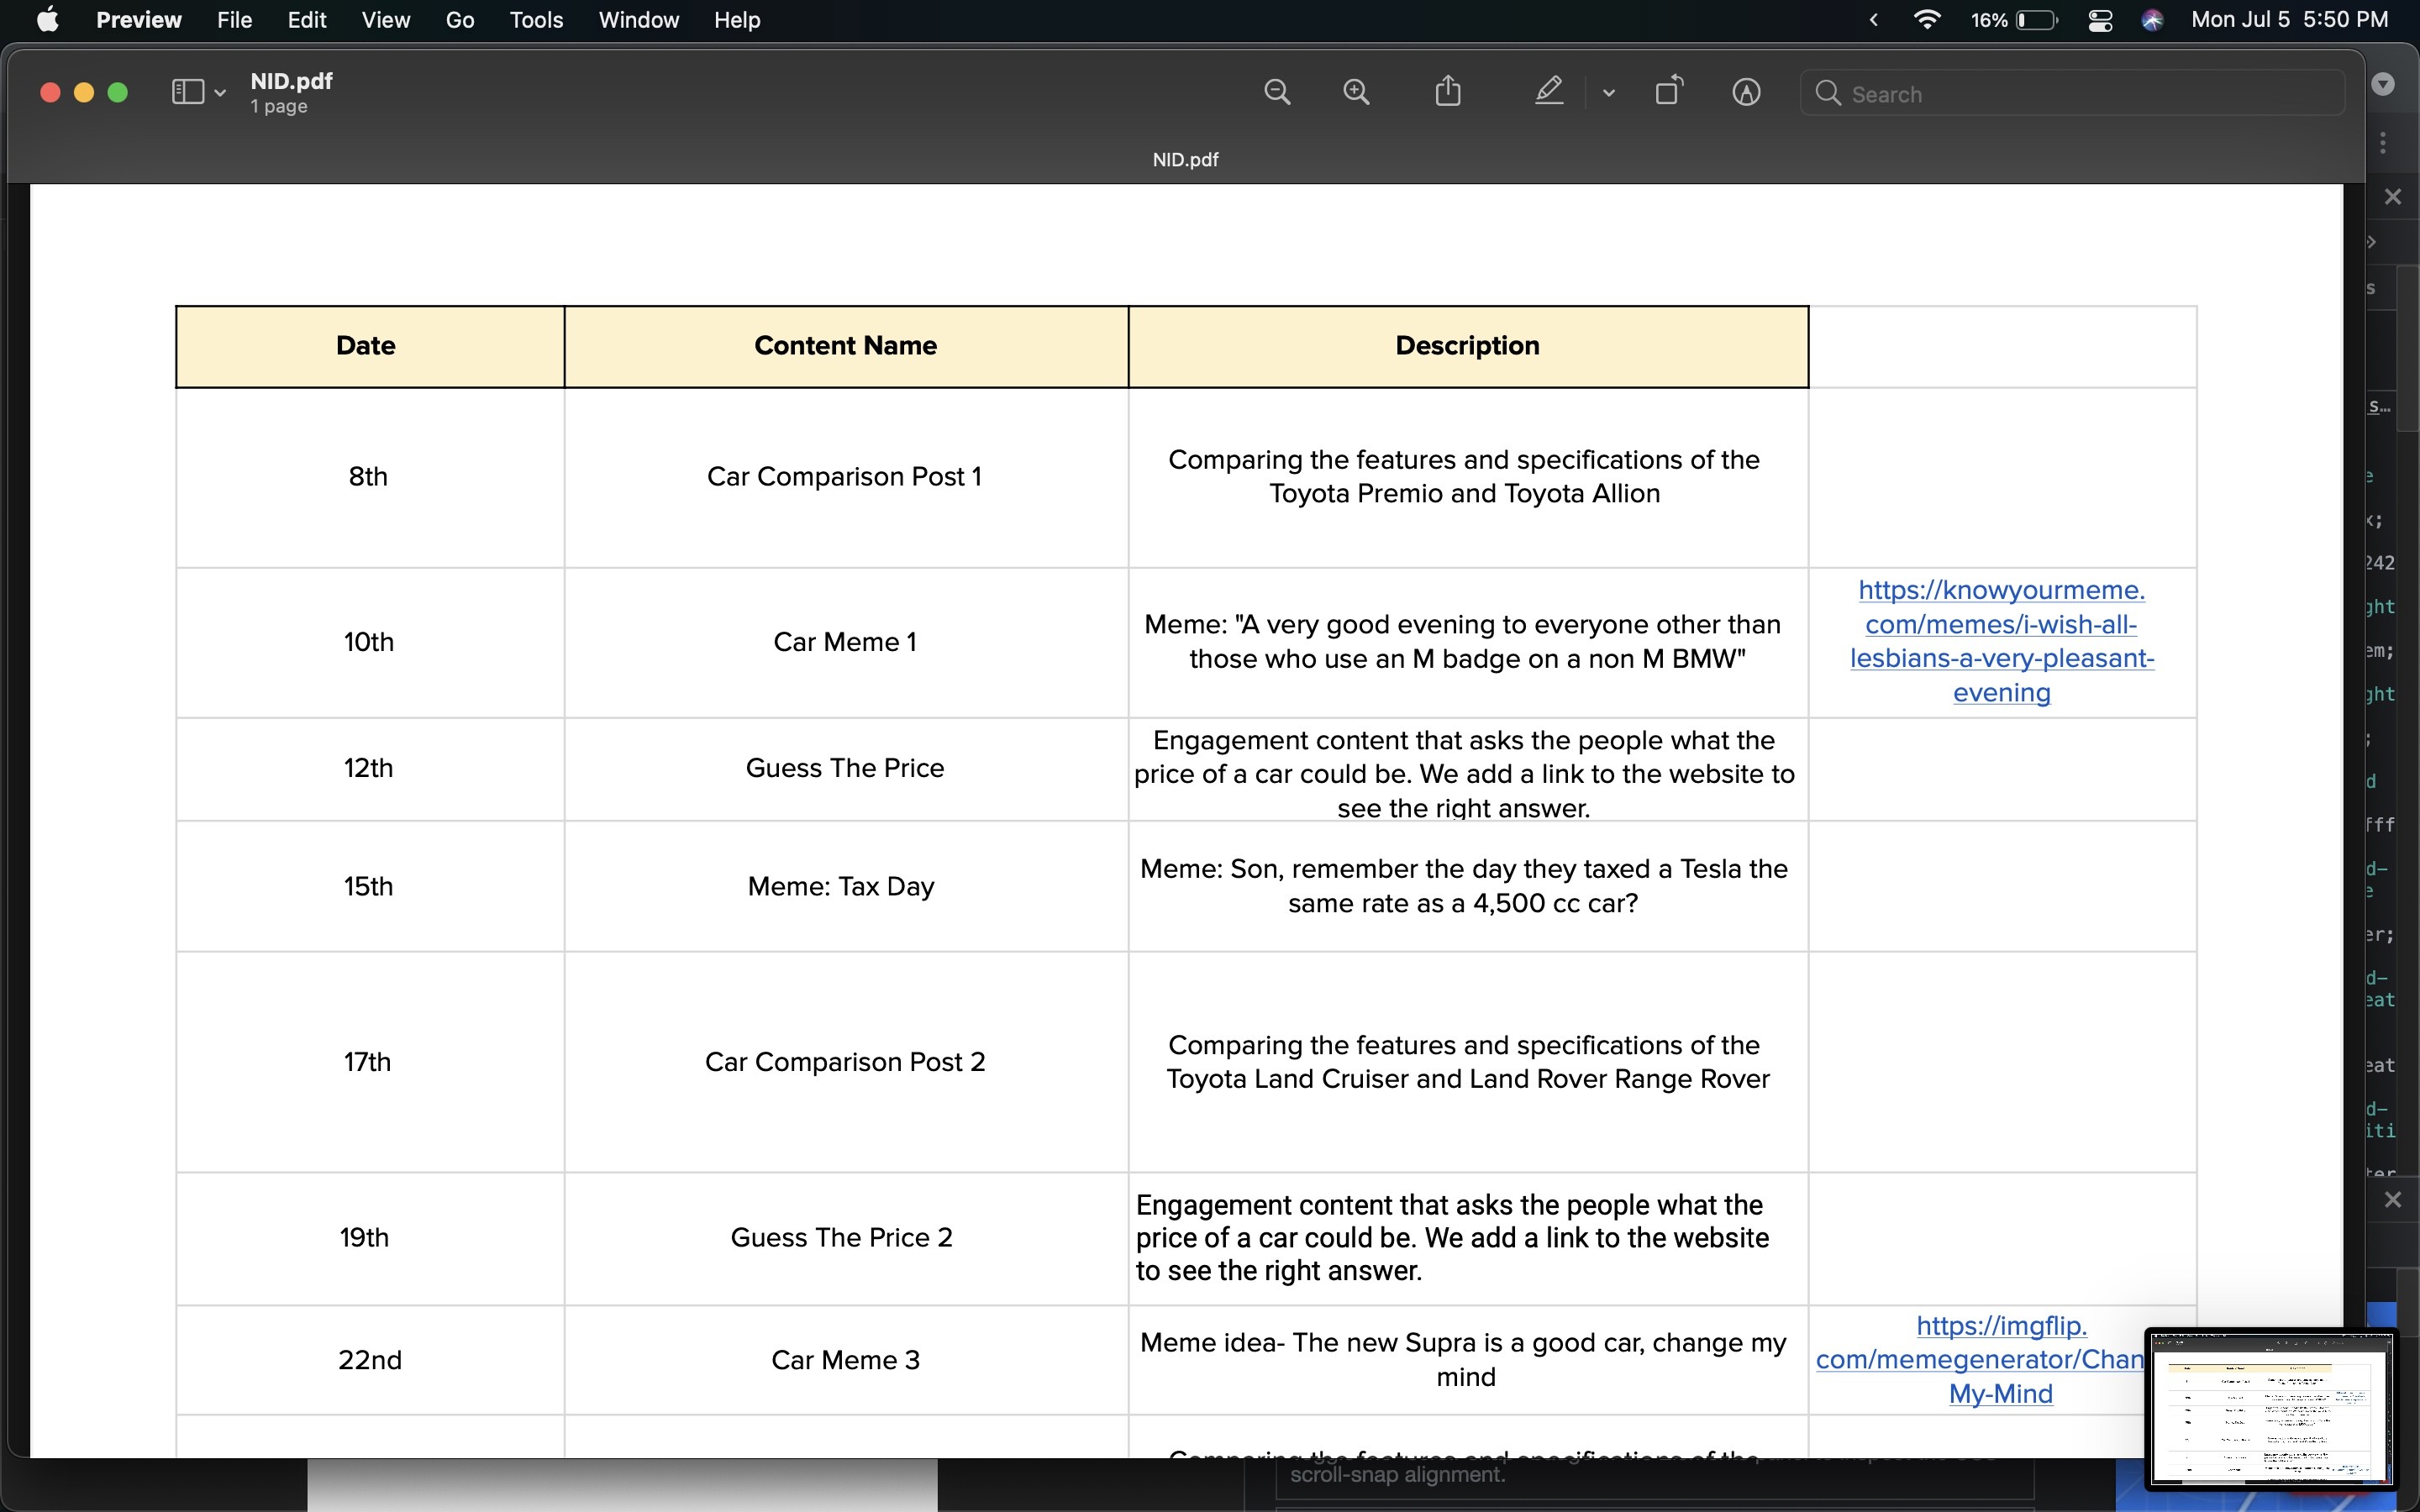 Preview File Edit View Go Tools Window Help 16% Mon Jul 5 5:50 PM
NID.pdf
1 page
Search
NID.pdf
Date Content Name Description
8th Car Comparison Post 1 Comparing the features and specifications of the
Toyota Premio and Toyota Allion
10th Car Meme 1 Meme: "A very good evening to everyone other than
those who use an M badge on a non M BMW"
https://knowyourmeme.
com/memes/i-wish-all-
lesbians-a-very-pleasant-
evening
12th Guess The Price Engagement content that asks the people what the
price of a car could be. We add a link to the website to
see the right answer.
15th Meme: Tax Day Meme: Son, remember the day they taxed a Tesla the
same rate as a 4,500 cc car?
17th Car Comparison Post 2 Comparing the features and specifications of the
Toyota Land Cruiser and Land Rover Range Rover
19th Guess The Price 2 Engagement content that asks the people what the
price of a car could be. We add a link to the website
to see the right answer.
22nd Car Meme 3 Meme idea- The new Supra is a good car, change my
mind
https://imgflip.
com/memegenerator/Chan
My-Mind
Comparing the features and specifications of the
scroll-snap alignment.